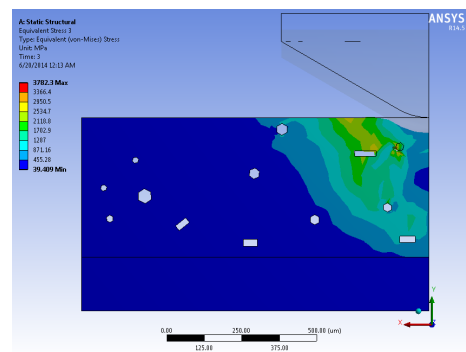 A: Static Structural
Equivalent Stress 3
Type: Equivalent (von-Mises) Stress
Unit: MPa
Time: 3
6/20/2014 12:13 AM
3782.3 Max
3366.4
2950.5
2534.7
2118.8
1702.9
1287
871.16
455.28
39.409 Min
ANSYS
R14.5
Y
X
0.00
250.00
500.00 (um)
125.00
375.00